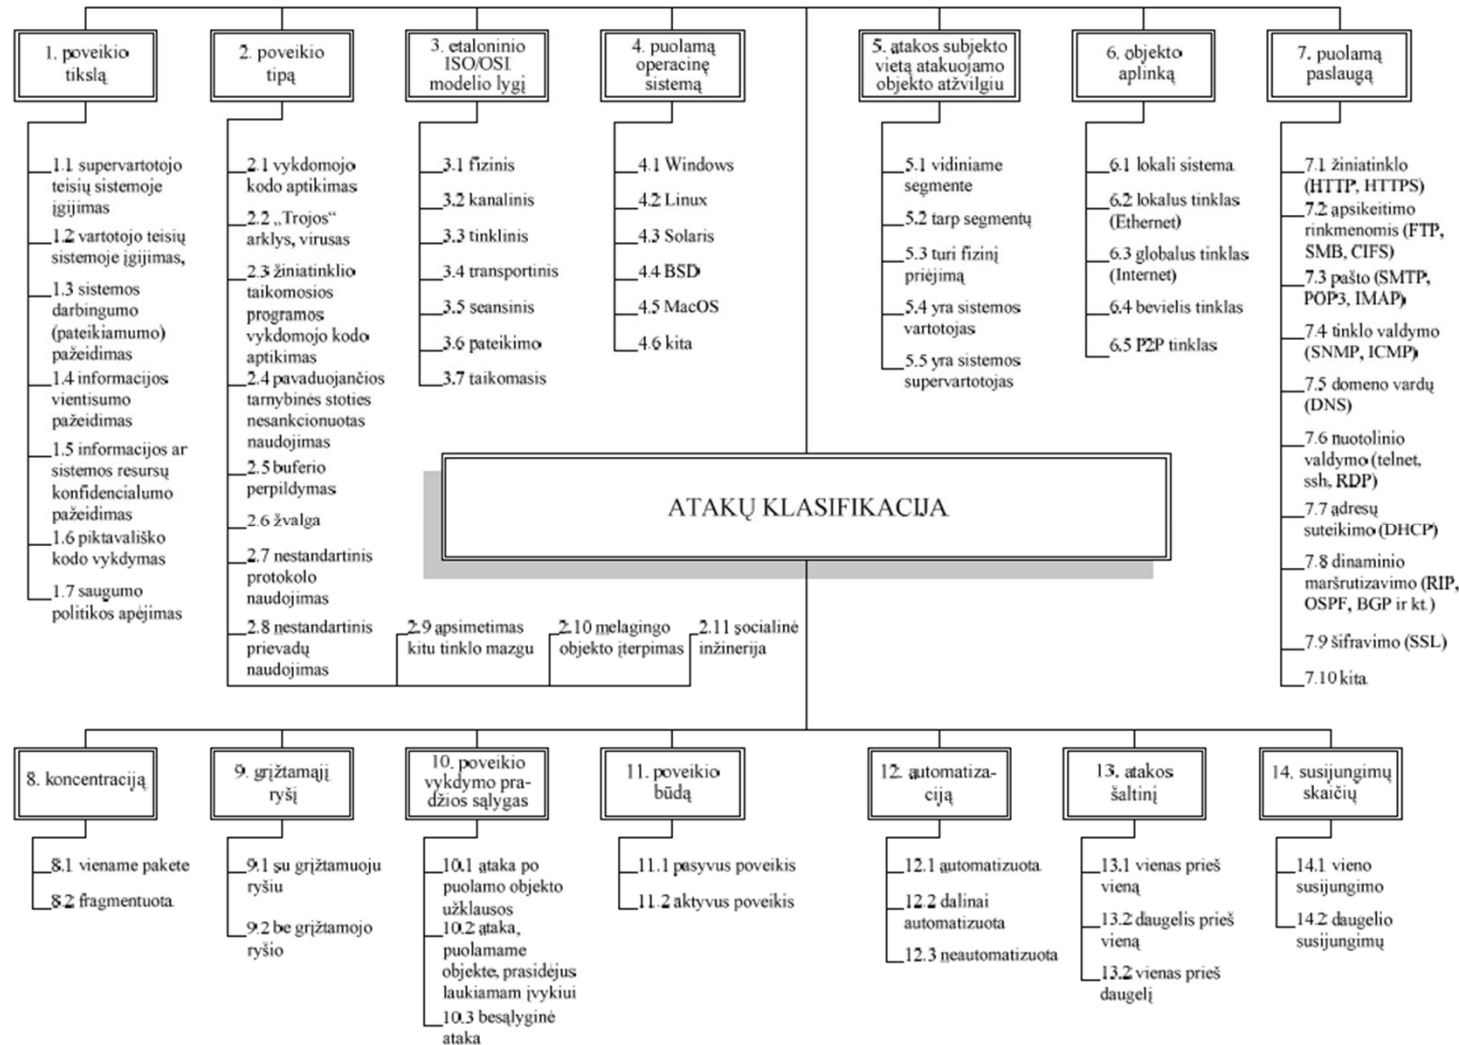 1. poveikio
tikslą
1.1 supervartotojo
teisių sistemoje
įgijimas
1.2 vartotojo teisių
sistemoje įgijimas,
1.3 sistemos
darbingumo
(pateikiamumo)
pažeidimas
1.4 informacijos
vientisumo
pažeidimas
1.5 informacijos ar
sistemos resursų
konfidencialumo
pažeidimas
1.6 piktavališko
kodo vykdymas
1.7 saugumo
politikos apėjimas
2. poveikio
tipą
2.1 vykdomojo
kodo aptikimas
2.2 „Trojos“
arklys, virusas
2.3 žiniatinklio
taikomosios
programos
vykdomojo kodo
aptikimas
2.4 pavaduojančios
tarnybinės stoties
nesankcionuotas
naudojimas
2.5 buferio
perpildymas
2.6 žvalga
2.7 nestandartinis
protokolo
naudojimas
2.8 nestandartinis
prievadų
naudojimas
2.9 apsimetimas
kitu tinklo mazgu
2.10 melagingo
objekto įterpimas
2.11 socialinė
inžinerija
3. etaloninio
ISO/OSI
modelio lygį
3.1 fizinis
3.2 kanalinis
3.3 tinklinis
3.4 transportinis
3.5 seansinis
3.6 pateikimo
3.7 taikomasis
4. puolamą
operacinę
sistemą
4.1 Windows
4.2 Linux
4.3 Solaris
4.4 BSD
4.5 MacOS
4.6 kita
5. atakos subjekto
vietą atakuojamo
objekto atžvilgiu
5.1 vidiniame
segmente
5.2 tarp segmentų
5.3 turi fizinį
priėjimą
5.4 yra sistemos
vartotojas
5.5 yra sistemos
supervartotojas
6. objekto
aplinką
6.1 lokali sistema
6.2 lokalus tinklas
(Ethernet)
6.3 globalus tinklas
(Internet)
6.4 bevielis tinklas
6.5 P2P tinklas
7. puolamą
paslaugą
7.1 žiniatinklo
(HTTP, HTTPS)
7.2 apsikeitimo
rinkmenomis (FTP,
SMB, CIFS)
7.3 pašto (SMTP,
POP3, IMAP)
7.4 tinklo valdymo
(SNMP, ICMP)
7.5 domeno vardų
(DNS)
7.6 nuotolinio
valdymo (telnet,
ssh, RDP)
7.7 adresų
suteikimo (DHCP)
7.8 dinaminio
maršrutizavimo (RIP,
OSPF, BGP ir kt.)
7.9 šifravimo (SSL)
7.10 kita
ATAKŲ KLASIFIKACIJA
8. koncentraciją
8.1 viename pakete
8.2 fragmentuota
9. grįžtamąjį
ryšį
9.1 su grįžtamuoju
ryšiu
9.2 be grįžtamojo
ryšio
10. poveikio
vykdymo pra-
džios sąlygas
10.1 ataka po
puolamo objekto
užklausos
10.2 ataka,
puolamame
objekte, prasidėjus
laukiamam įvykiui
10.3 besąlyginė
ataka
11. poveikio
būdą
11.1 pasyvus poveikis
11.2 aktyvus poveikis
12. automatiza-
ciją
12.1 automatizuota
12.2 dalinai
automatizuota
12.3 neautomatizuota
13. atakos
šaltinį
13.1 vienas prieš
vieną
13.2 daugelis prieš
vieną
13.2 vienas prieš
daugelį
14. susijungimų
skaičių
14.1 vieno
susijungimo
14.2 daugelio
susijungimų